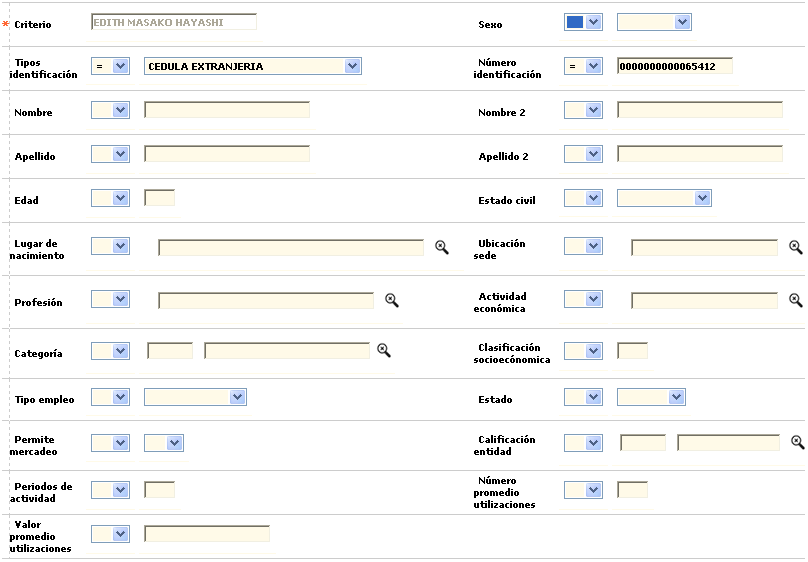 * Criterio EDITH MASAKO HAYASHI Sexo
Tipos identificación = CEDULA EXTRANJERIA Número identificación = 0000000000065412
Nombre Nombre 2
Apellido Apellido 2
Edad Estado civil
Lugar de nacimiento Ubicación sede
Profesión Actividad económica
Categoría Clasificación socioecónomica
Tipo empleo Estado
Permite mercadeo Calificación entidad
Periodos de actividad Número promedio utilizaciones
Valor promedio utilizaciones